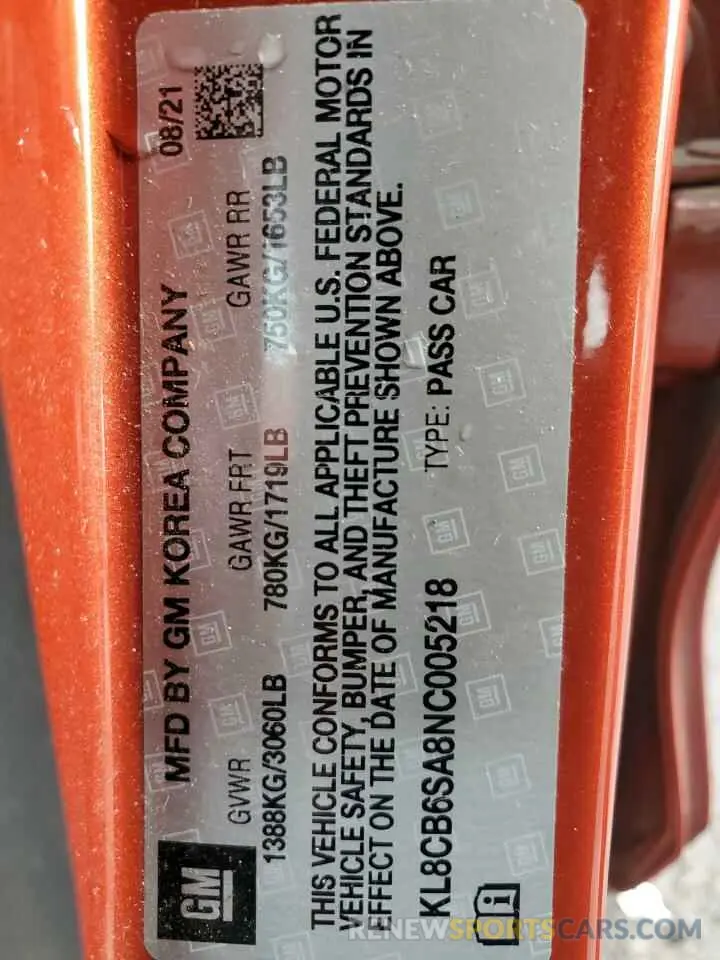 GM
MFD BY GM KOREA COMPANY 08/21
GVWR GAWR FRT GAWR RR
1388KG/3060LB 780KG/1719LB 750KG/1653LB
THIS VEHICLE CONFORMS TO ALL APPLICABLE U.S. FEDERAL MOTOR
VEHICLE SAFETY, BUMPER, AND THEFT PREVENTION STANDARDS IN
EFFECT ON THE DATE OF MANUFACTURE SHOWN ABOVE.
KL8CB6SA8NC005218 TYPE: PASS CAR
RENEWSPORTSCARS.COM